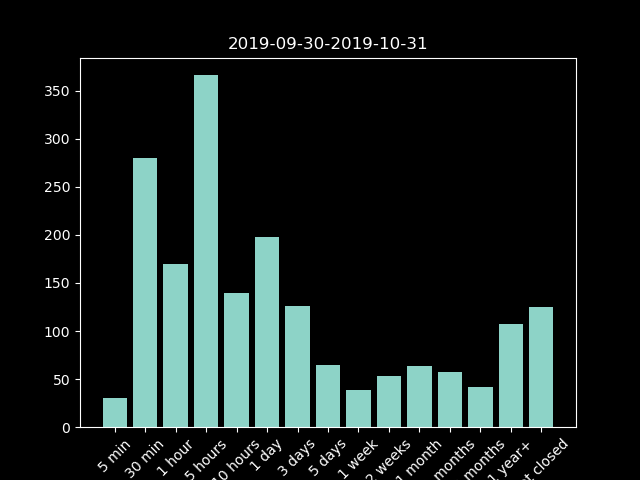 2019-09-30-2019-10-31
350
300
250
200
150
100
50
0
5 min
30 min
1 hour
5 hours
10 hours
1 day
3 days
5 days
1 week
2 weeks
1 month
months
months
1 year+
closed